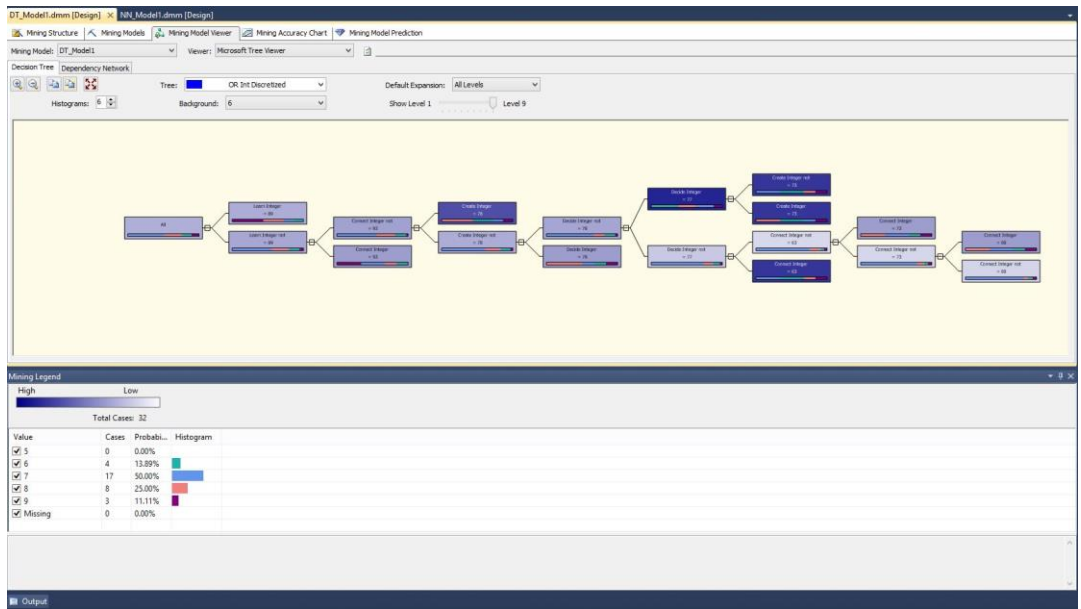 DT_Model1.dmm [Design] × NN_Model1.dmm [Design]
Mining Structure Mining Models Mining Model Viewer Mining Accuracy Chart Mining Model Prediction
Mining Model: DT_Model1 Viewer: Microsoft Tree Viewer
Decision Tree Dependency Network
Tree: OR Int Discretized Default Expansion: All Levels
Histograms: 6 Background: 6 Show Level 1 Level 9
All
Learn Integer
Learn Integer not
Connect Integer not
Connect Integer
Create Integer
Create Integer not
Decide Integer not
Decide Integer
Decide Integer
Decide Integer not
Create Integer not
Create Integer
Connect Integer not
Connect Integer
Connect Integer
Connect Integer not
Connect Integer
Connect Integer not
Mining Legend
High Low
Total Cases: 32
Value Cases Probabi... Histogram
5 0 0.00%
6 4 13.89%
7 17 50.00%
8 8 25.00%
9 3 11.11%
Missing 0 0.00%
Output